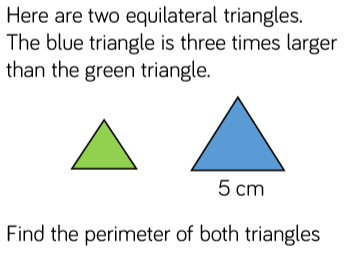 Here are two equilateral triangles.
The blue triangle is three times larger
than the green triangle.
5 cm
Find the perimeter of both triangles